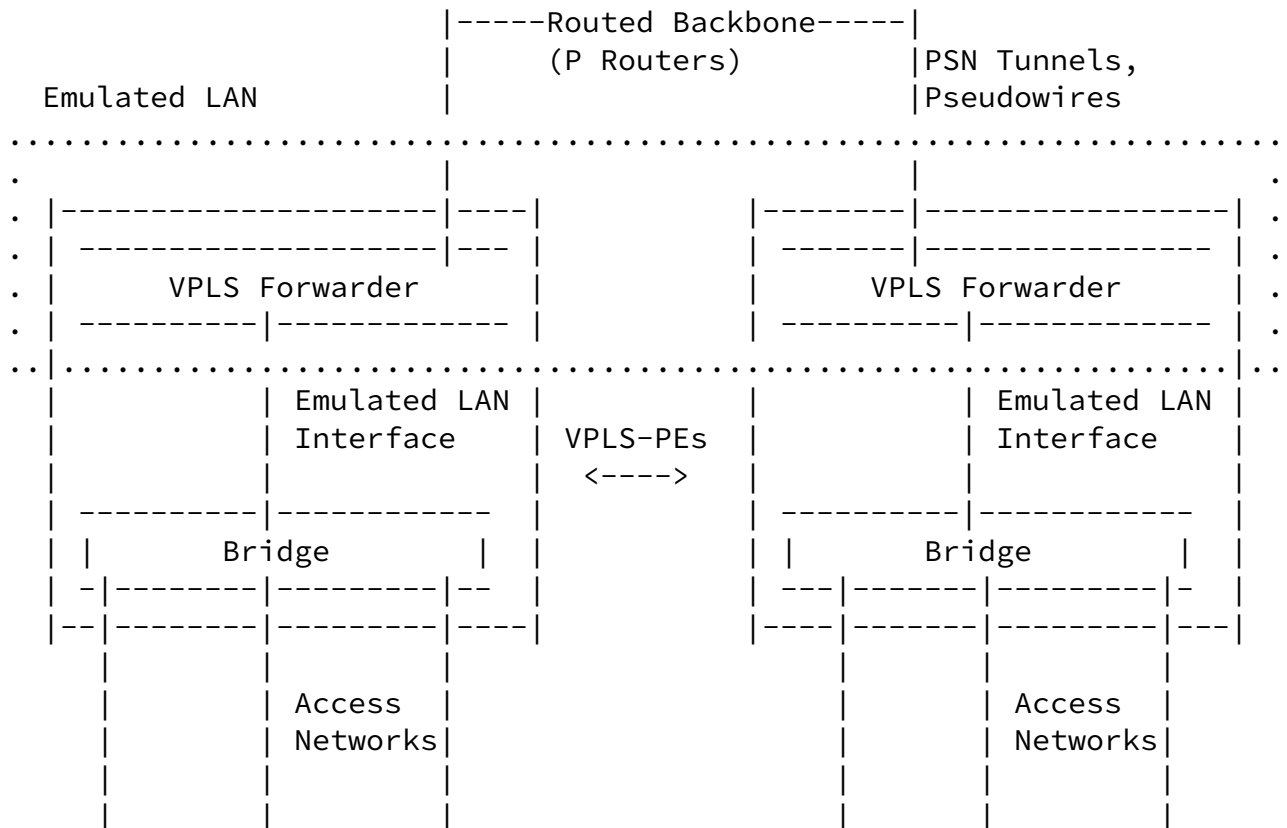 |-----Routed Backbone-----|
(P Routers) |PSN Tunnels,
Emulated LAN |Pseudowires
VPLS Forwarder VPLS Forwarder
Emulated LAN Emulated LAN
Interface VPLS-PEs Interface
<---->
Bridge Bridge
Access Access
Networks Networks